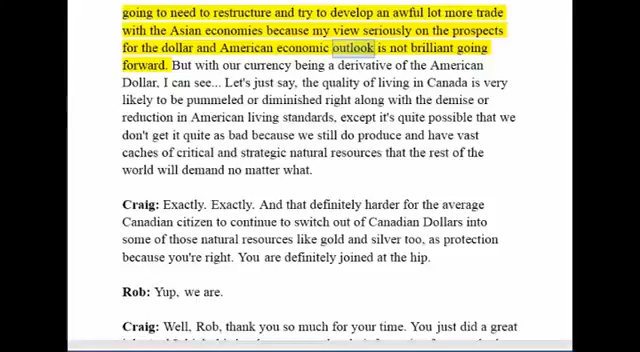 going to need to restructure and try to develop an awful lot more trade
with the Asian economies because my view seriously on the prospects
for the dollar and American economic outlook is not brilliant going
forward. But with our currency being a derivative of the American
Dollar, I can see... Let's just say, the quality of living in Canada is very
likely to be pummeled or diminished right along with the demise or
reduction in American living standards, except it's quite possible that we
don't get it quite as bad because we still do produce and have vast
caches of critical and strategic natural resources that the rest of the
world will demand no matter what.
Craig: Exactly. Exactly. And that definitely harder for the average
Canadian citizen to continue to switch out of Canadian Dollars into
some of those natural resources like gold and silver too, as protection
because you're right. You are definitely joined at the hip.
Rob: Yup, we are.
Craig: Well, Rob, thank you so much for your time. You just did a great